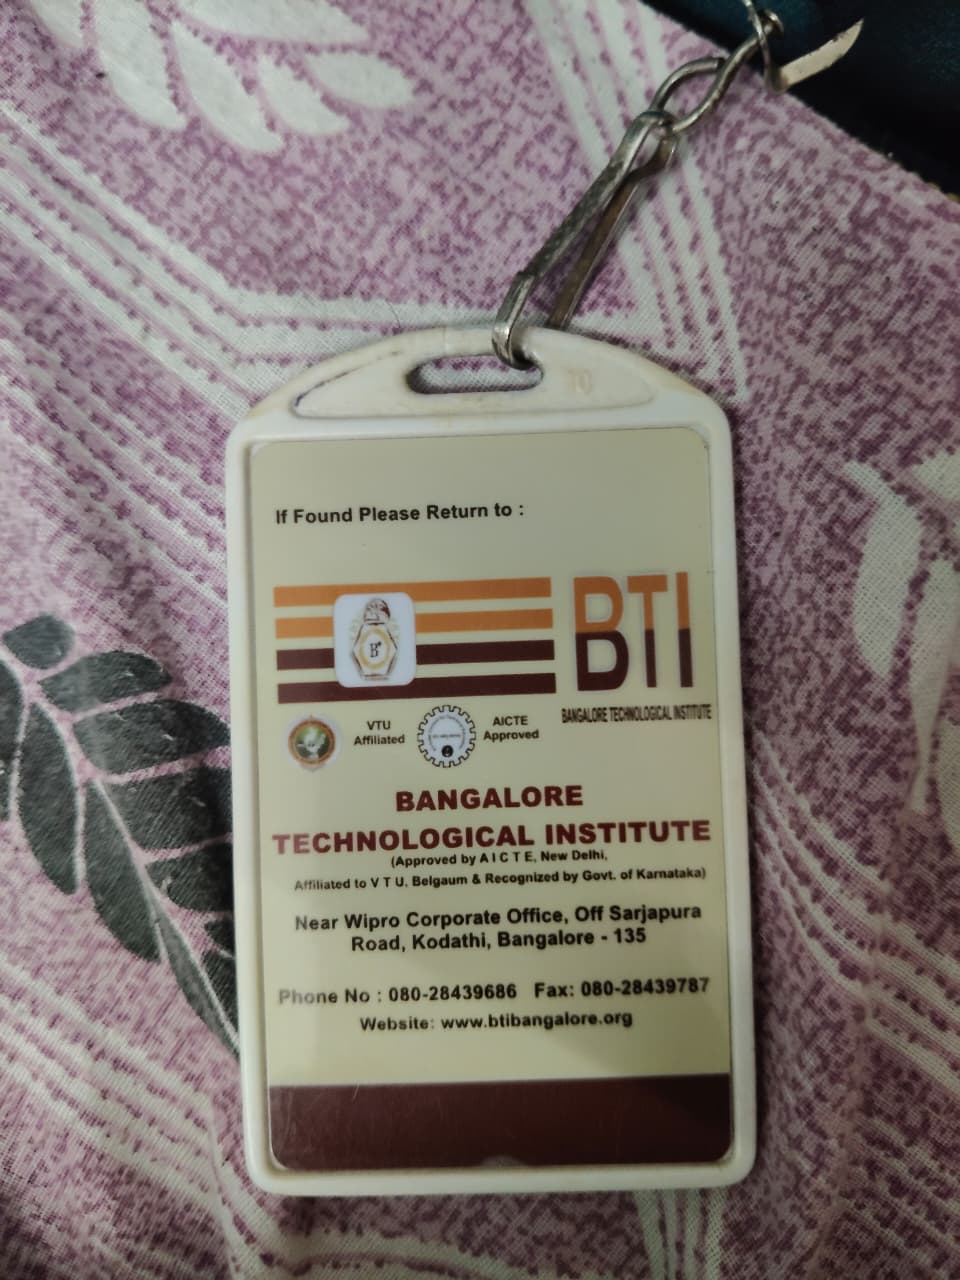 If Found Please Return to :
BTI
BANGALORE TECHNOLOGICAL INSTITUTE
VTU
Affiliated
AICTE
Approved
BANGALORE
TECHNOLOGICAL INSTITUTE
(Approved by A I C T E, New Delhi,
Affiliated to V T U, Belgaum & Recognized by Govt. of Karnataka)
Near Wipro Corporate Office, Off Sarjapura
Road, Kodathi, Bangalore - 135
Phone No : 080-28439686 Fax: 080-28439787
Website: www.btibangalore.org